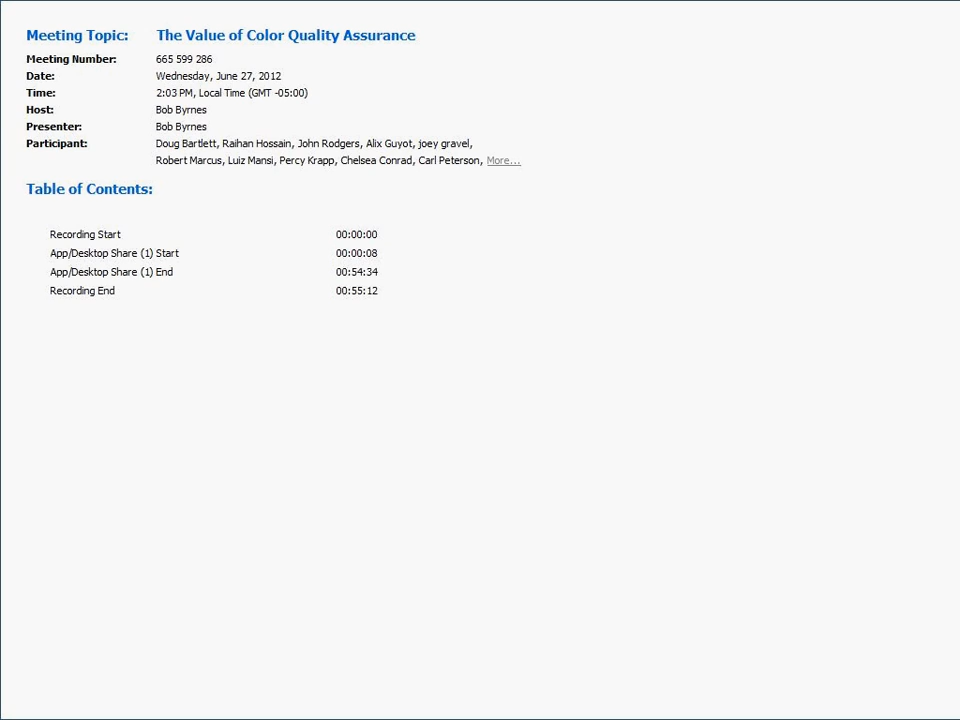 Meeting Topic: The Value of Color Quality Assurance
Meeting Number: 665 599 286
Date: Wednesday, June 27, 2012
Time: 2:03 PM, Local Time (GMT -05:00)
Host: Bob Byrnes
Presenter: Bob Byrnes
Participant: Doug Bartlett, Raihan Hossain, John Rodgers, Alix Guyot, joey gravel,
Robert Marcus, Luiz Mansi, Percy Krapp, Chelsea Conrad, Carl Peterson, More...
Table of Contents:
Recording Start 00:00:00
App/Desktop Share (1) Start 00:00:08
App/Desktop Share (1) End 00:54:34
Recording End 00:55:12